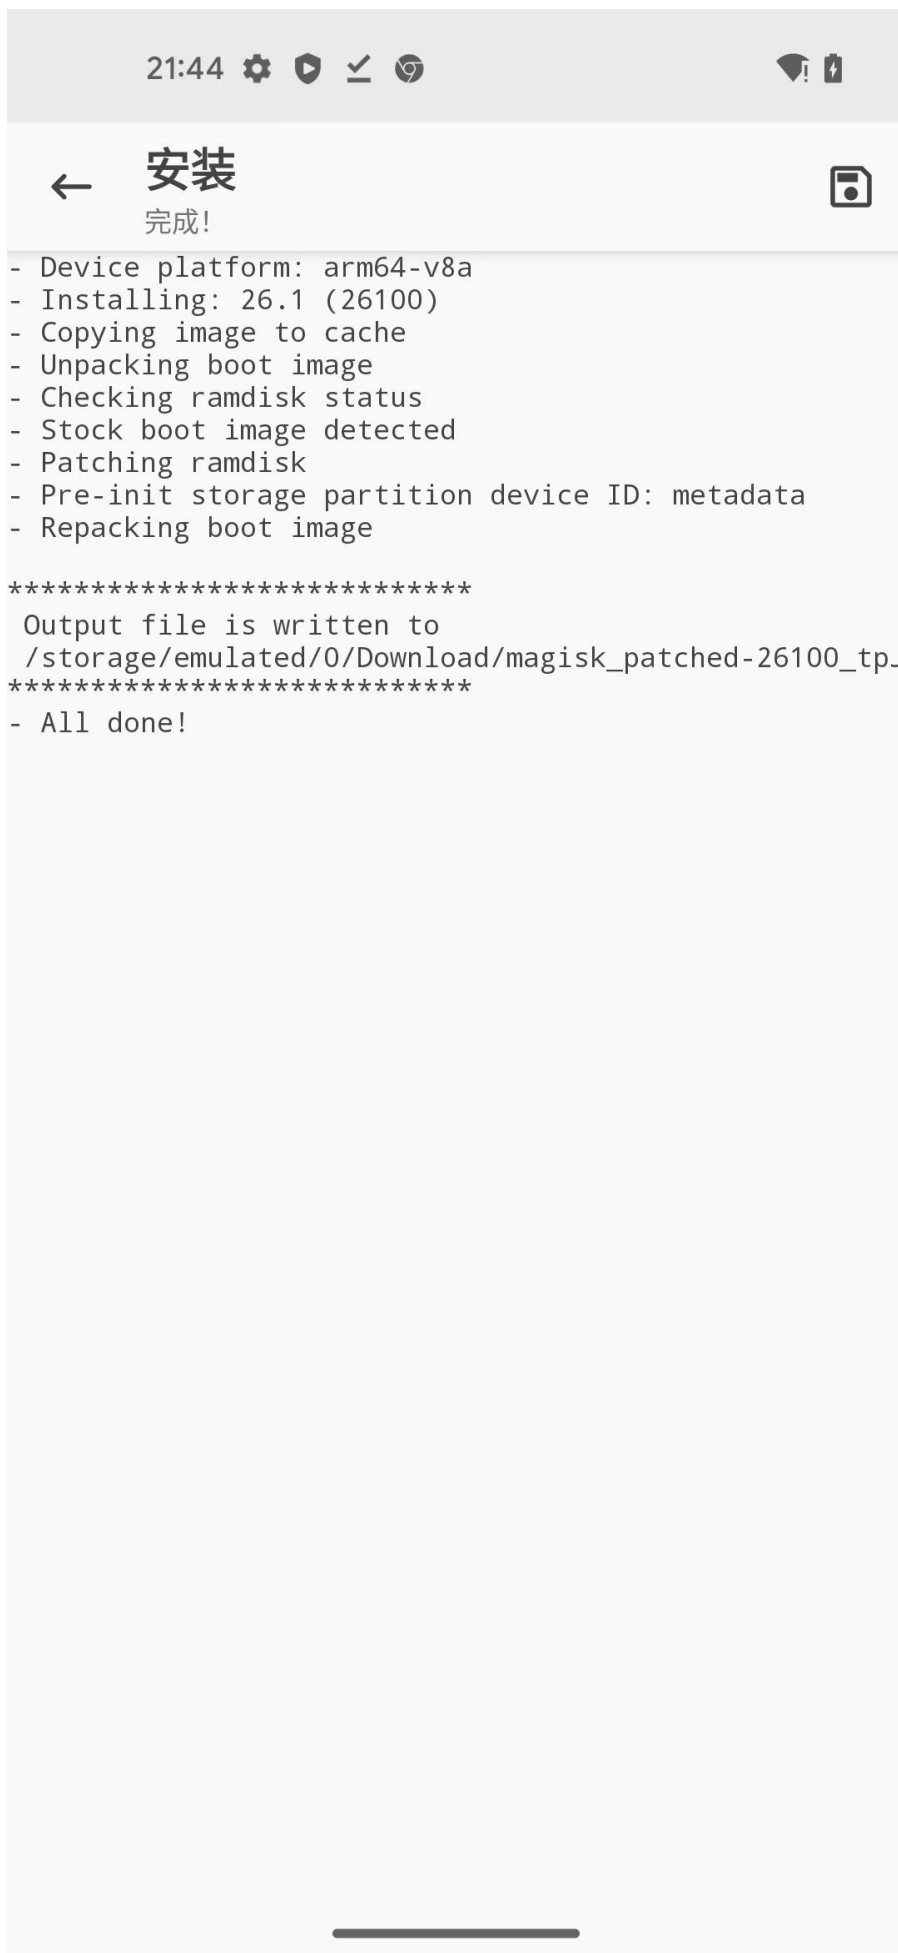 21:44
安装
完成！
- Device platform: arm64-v8a
- Installing: 26.1 (26100)
- Copying image to cache
- Unpacking boot image
- Checking ramdisk status
- Stock boot image detected
- Patching ramdisk
- Pre-init storage partition device ID: metadata
- Repacking boot image
****************************
Output file is written to
/storage/emulated/0/Download/magisk_patched-26100_tp
****************************
- All done!